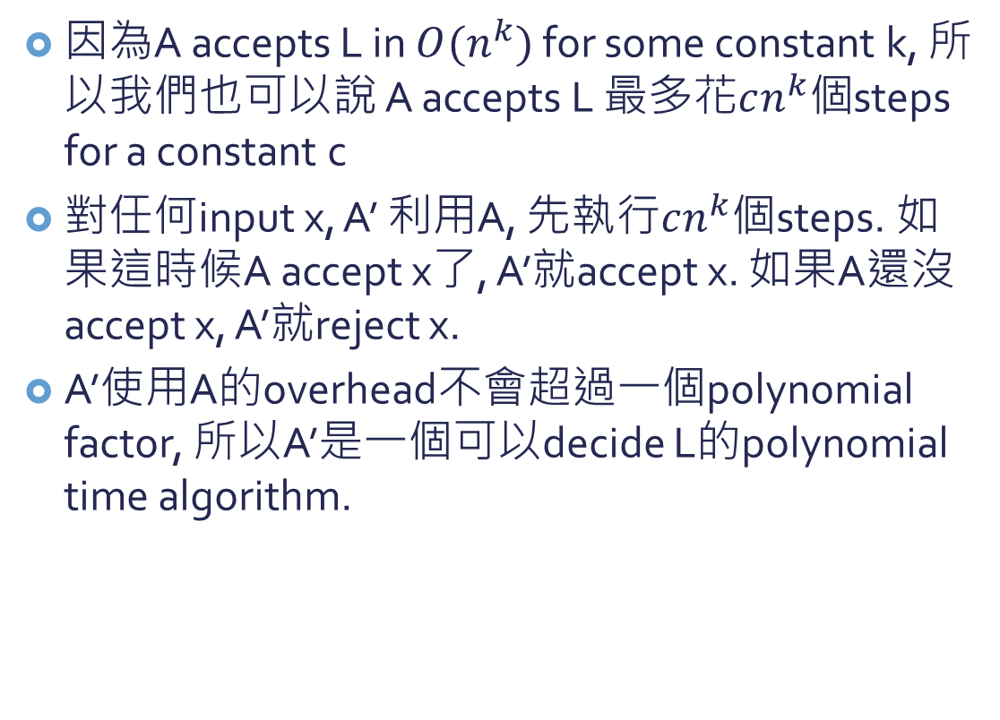 因為A accepts L in 𝑂(𝑛ᵏ) for some constant k, 所
以我們也可以說 A accepts L 最多花𝑐𝑛ᵏ個steps
for a constant c
對任何input x, A’ 利用A, 先執行𝑐𝑛ᵏ個steps. 如
果這時候A accept x了, A’就accept x. 如果A還沒
accept x, A’就reject x.
A’使用A的overhead不會超過一個polynomial
factor, 所以A’是一個可以decide L的polynomial
time algorithm.